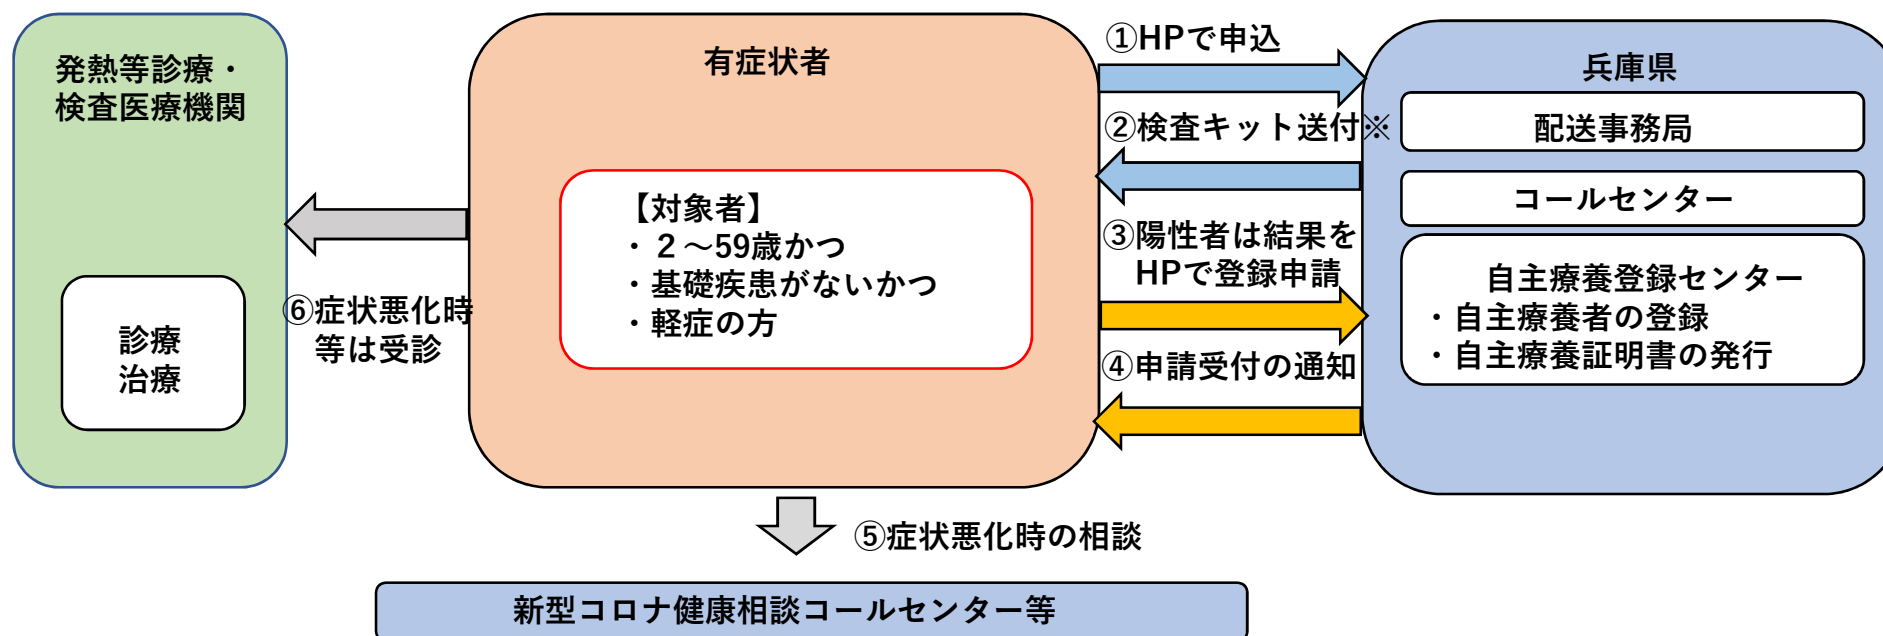 発熱等診療・
検査医療機関
診療
治療
⑥症状悪化時
等は受診
有症状者
【対象者】
・２～59歳かつ
・基礎疾患がないかつ
・軽症の方
①HPで申込
②検査キット送付※
③陽性者は結果を
HPで登録申請
④申請受付の通知
兵庫県
配送事務局
コールセンター
自主療養登録センター
・自主療養者の登録
・自主療養証明書の発行
⑤症状悪化時の相談
新型コロナ健康相談コールセンター等